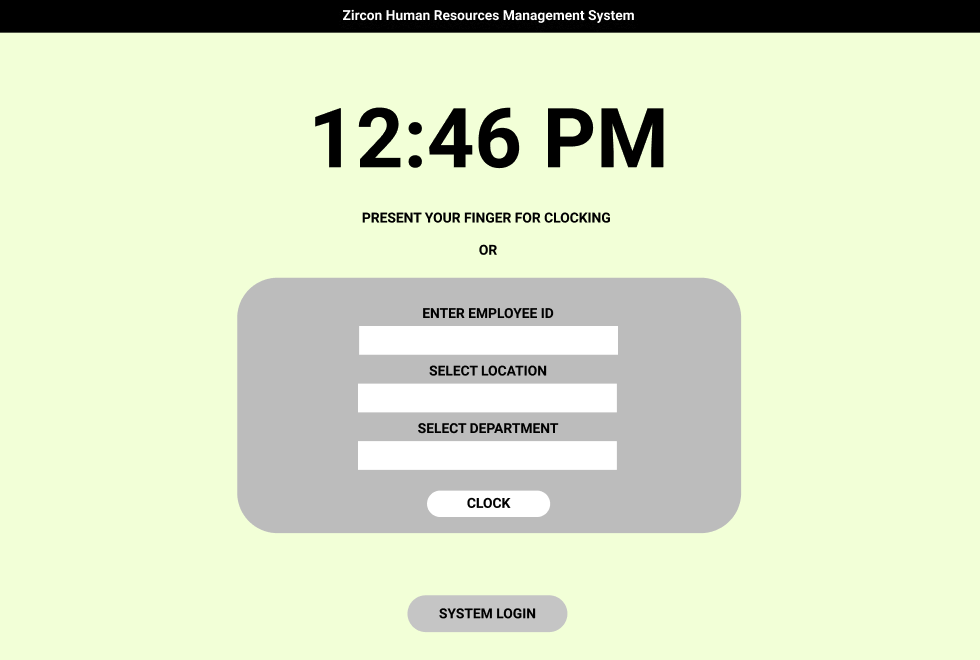 Zircon Human Resources Management System
12:46 PM
PRESENT YOUR FINGER FOR CLOCKING
OR
ENTER EMPLOYEE ID
SELECT LOCATION
SELECT DEPARTMENT
CLOCK
SYSTEM LOGIN